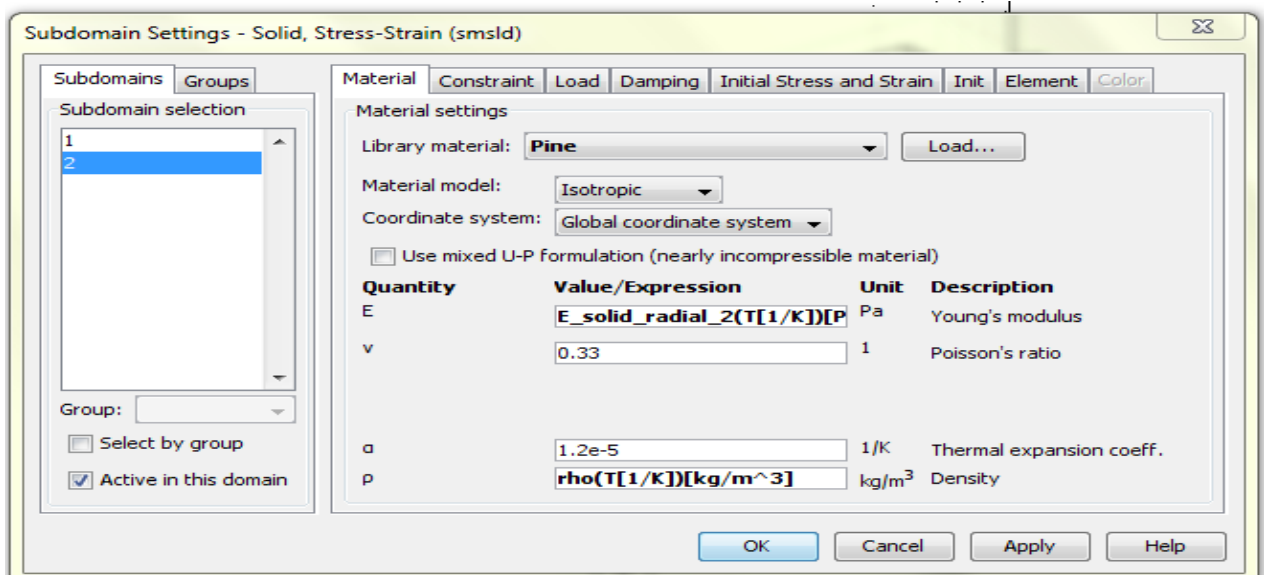 Subdomain Settings - Solid, Stress-Strain (smsld)
Subdomains Groups
Material Constraint Load Damping Initial Stress and Strain Init Element Color
Subdomain selection
Material settings
1
2
Library material: Pine Load...
Material model: Isotropic
Coordinate system: Global coordinate system
Use mixed U-P formulation (nearly incompressible material)
Quantity Value/Expression Unit Description
E E_solid_radial_2(T[1/K])[P Pa Young's modulus
ν 0.33 1 Poisson's ratio
Group:
Select by group
α 1.2e-5 1/K Thermal expansion coeff.
Active in this domain
ρ rho(T[1/K])[kg/m^3] kg/m³ Density
OK Cancel Apply Help